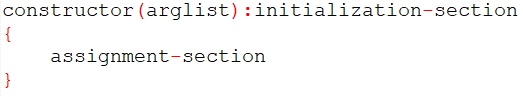 constructor(arglist):initialization-section
{
    assignment-section
}